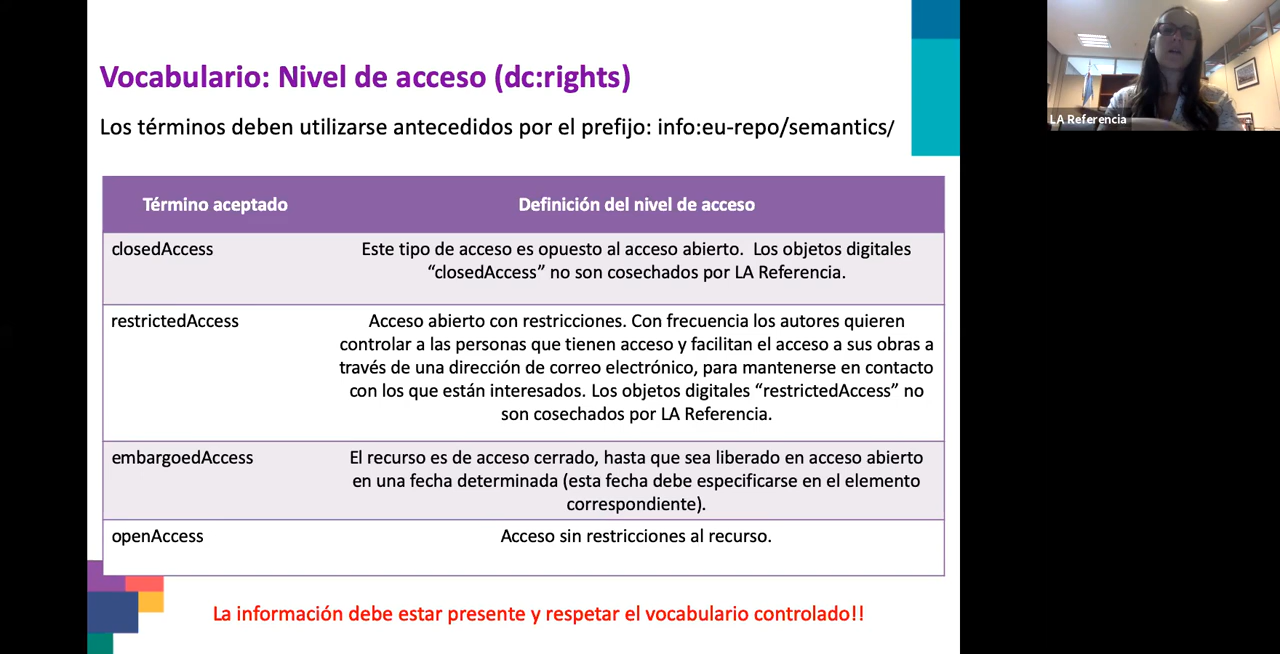 Vocabulario: Nivel de acceso (dc:rights)
Los términos deben utilizarse antecedidos por el prefijo: info:eu-repo/semantics/
Término aceptado
Definición del nivel de acceso
closedAccess
Este tipo de acceso es opuesto al acceso abierto.  Los objetos digitales
“closedAccess” no son cosechados por LA Referencia.
restrictedAccess
Acceso abierto con restricciones. Con frecuencia los autores quieren
controlar a las personas que tienen acceso y facilitan el acceso a sus obras a
través de una dirección de correo electrónico, para mantenerse en contacto
con los que están interesados. Los objetos digitales “restrictedAccess” no
son cosechados por LA Referencia.
embargoedAccess
El recurso es de acceso cerrado, hasta que sea liberado en acceso abierto
en una fecha determinada (esta fecha debe especificarse en el elemento
correspondiente).
openAccess
Acceso sin restricciones al recurso.
La información debe estar presente y respetar el vocabulario controlado!!
LA Referencia